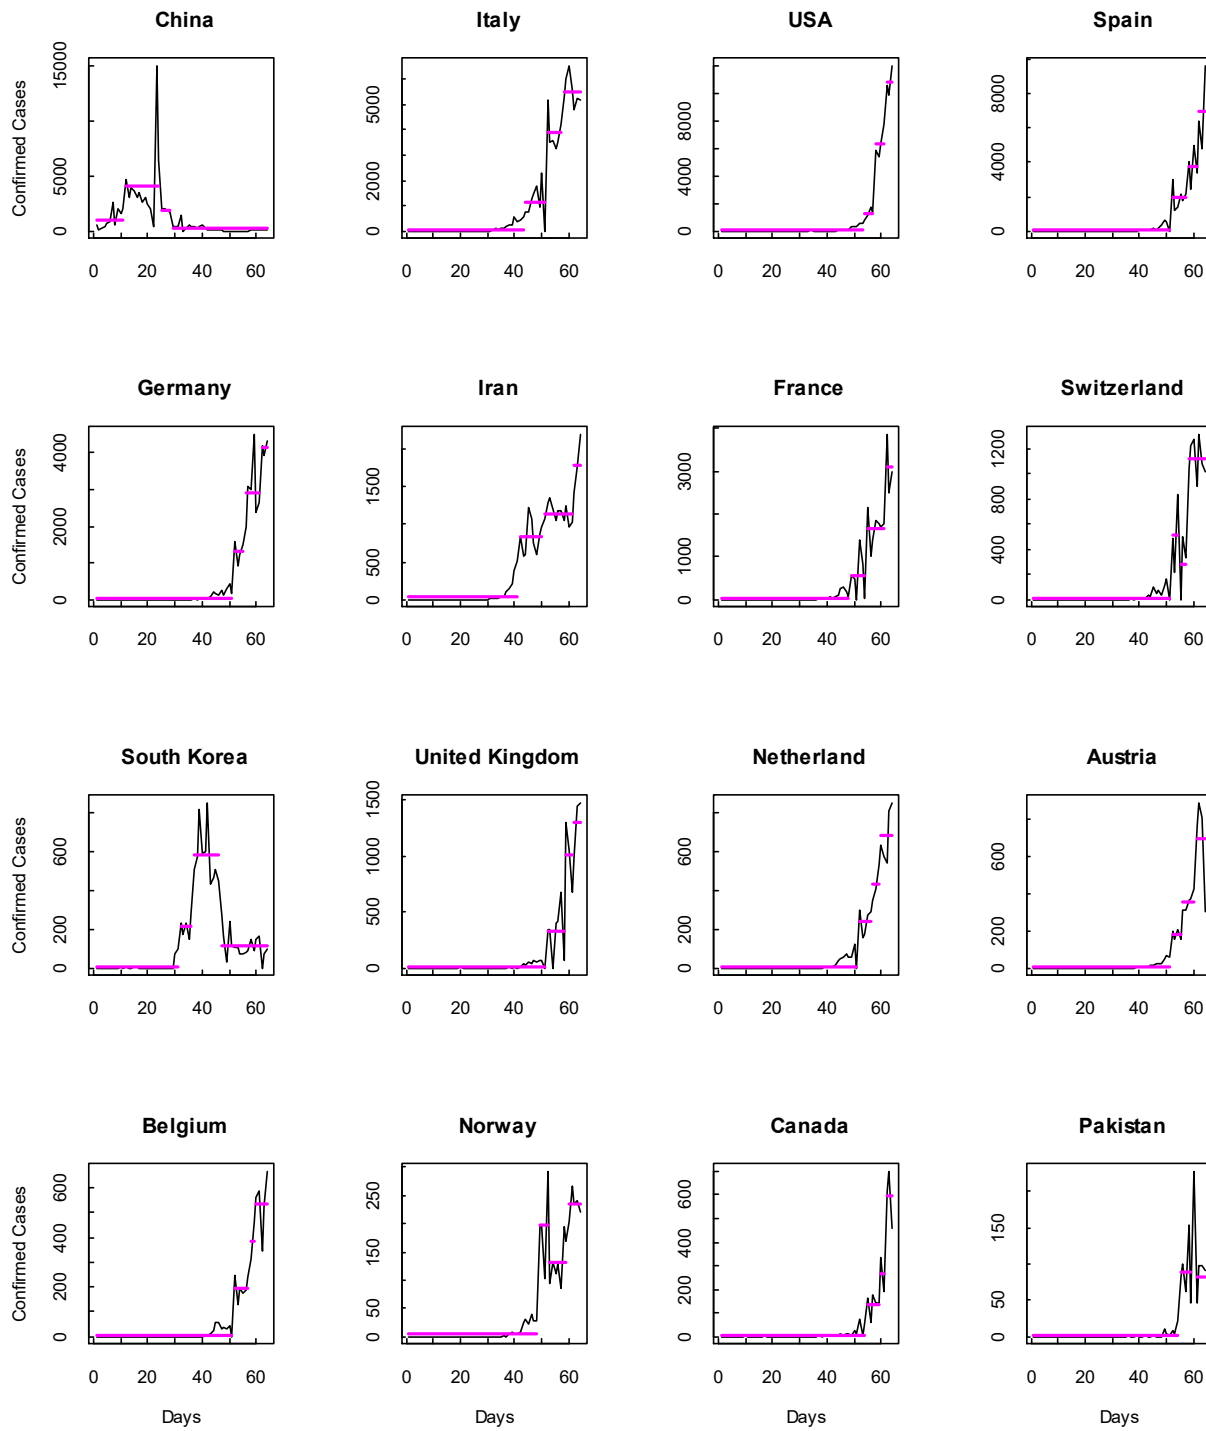 China
Italy
USA
Spain
Confirmed Cases
0
5000
15000
0 20 40 60
0
2000
5000
0 20 40 60
0
4000
8000
0 20 40 60
0
4000
8000
0 20 40 60
Germany
Iran
France
Switzerland
Confirmed Cases
0
2000
4000
0 20 40 60
0
500
1500
0 20 40 60
0
1000
3000
0 20 40 60
0
400
800
1200
0 20 40 60
South Korea
United Kingdom
Netherland
Austria
Confirmed Cases
0
200
600
0 20 40 60
0
500
1000
1500
0 20 40 60
0
200
600
0 20 40 60
0
200
600
0 20 40 60
Belgium
Norway
Canada
Pakistan
Confirmed Cases
0
200
400
600
0 20 40 60
Days
0
50
150
250
0 20 40 60
Days
0
200
400
600
0 20 40 60
Days
0
50
150
0 20 40 60
Days